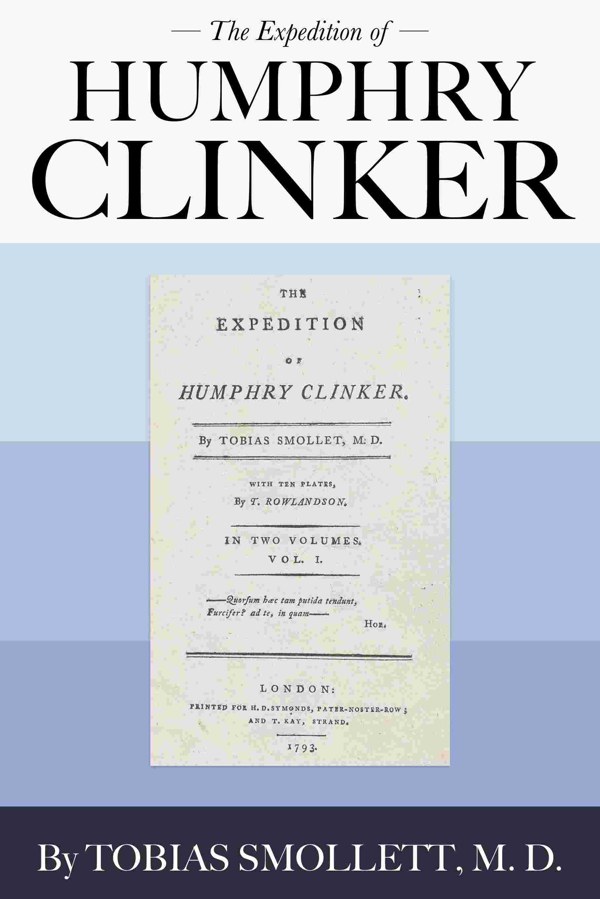 The Expedition of
HUMPHRY
CLINKER
THE
EXPEDITION
OF
HUMPHRY CLINKER.
By TOBIAS SMOLLET, M. D.
WITH TEN PLATES,
By T. ROWLANDSON.
IN TWO VOLUMES.
VOL. I.
——Quorſum hæc tam putida tendunt,
Furcifer? ad te, in quam——
HOR.
LONDON:
PRINTED FOR H. D. SYMONDS, PATER-NOSTER-ROW;
AND T. KAY, STRAND.
1793.
By TOBIAS SMOLLETT, M. D.